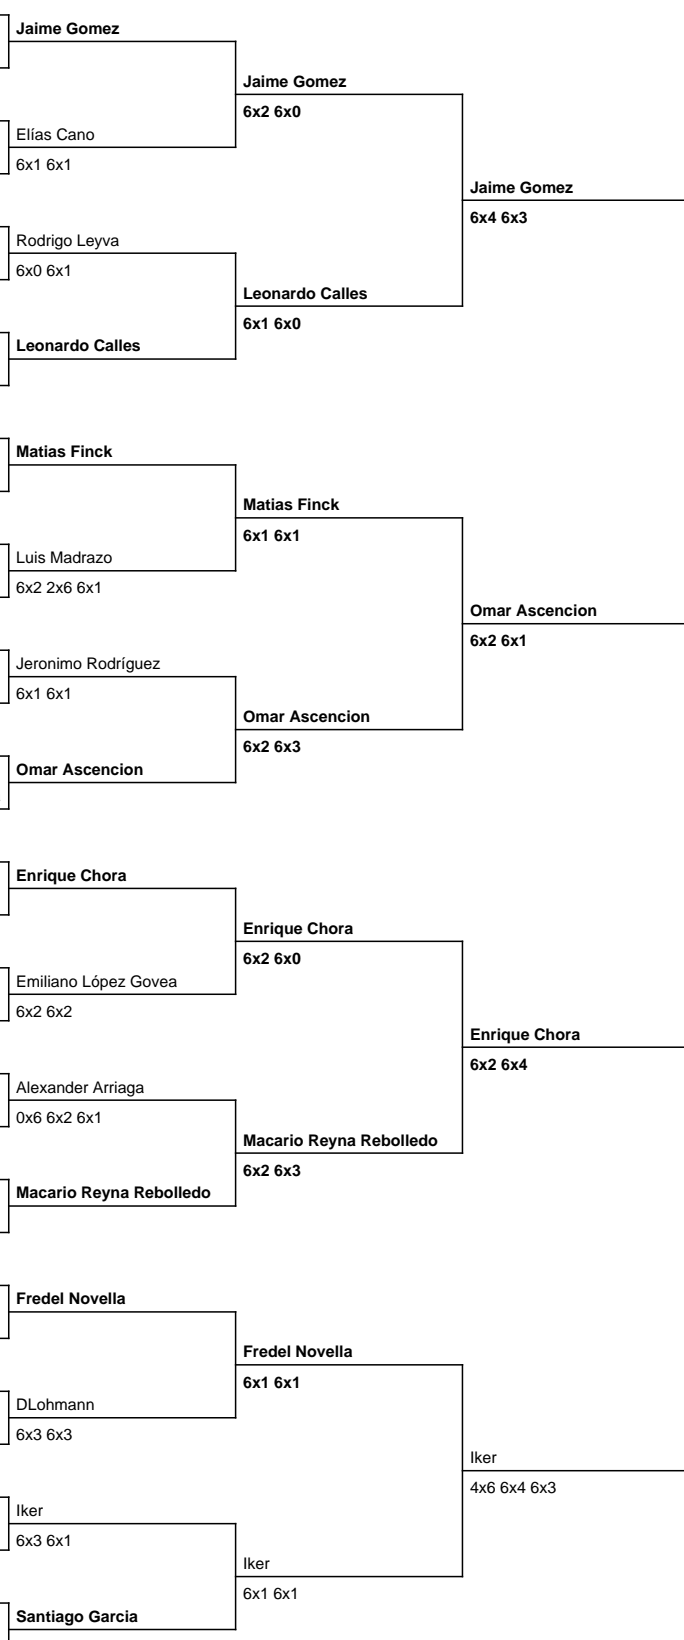 Jaime Gomez
Jaime Gomez
6x2 6x0
Elías Cano
6x1 6x1
Jaime Gomez
6x4 6x3
Rodrigo Leyva
6x0 6x1
Leonardo Calles
6x1 6x0
Leonardo Calles
Matias Finck
Matias Finck
6x1 6x1
Luis Madrazo
6x2 2x6 6x1
Omar Ascencion
6x2 6x1
Jeronimo Rodríguez
6x1 6x1
Omar Ascencion
6x2 6x3
Omar Ascencion
Enrique Chora
Enrique Chora
6x2 6x0
Emiliano López Govea
6x2 6x2
Enrique Chora
6x2 6x4
Alexander Arriaga
0x6 6x2 6x1
Macario Reyna Rebolledo
6x2 6x3
Macario Reyna Rebolledo
Fredel Novella
Fredel Novella
6x1 6x1
DLohmann
6x3 6x3
Iker
4x6 6x4 6x3
Iker
6x3 6x1
Iker
6x1 6x1
Santiago Garcia